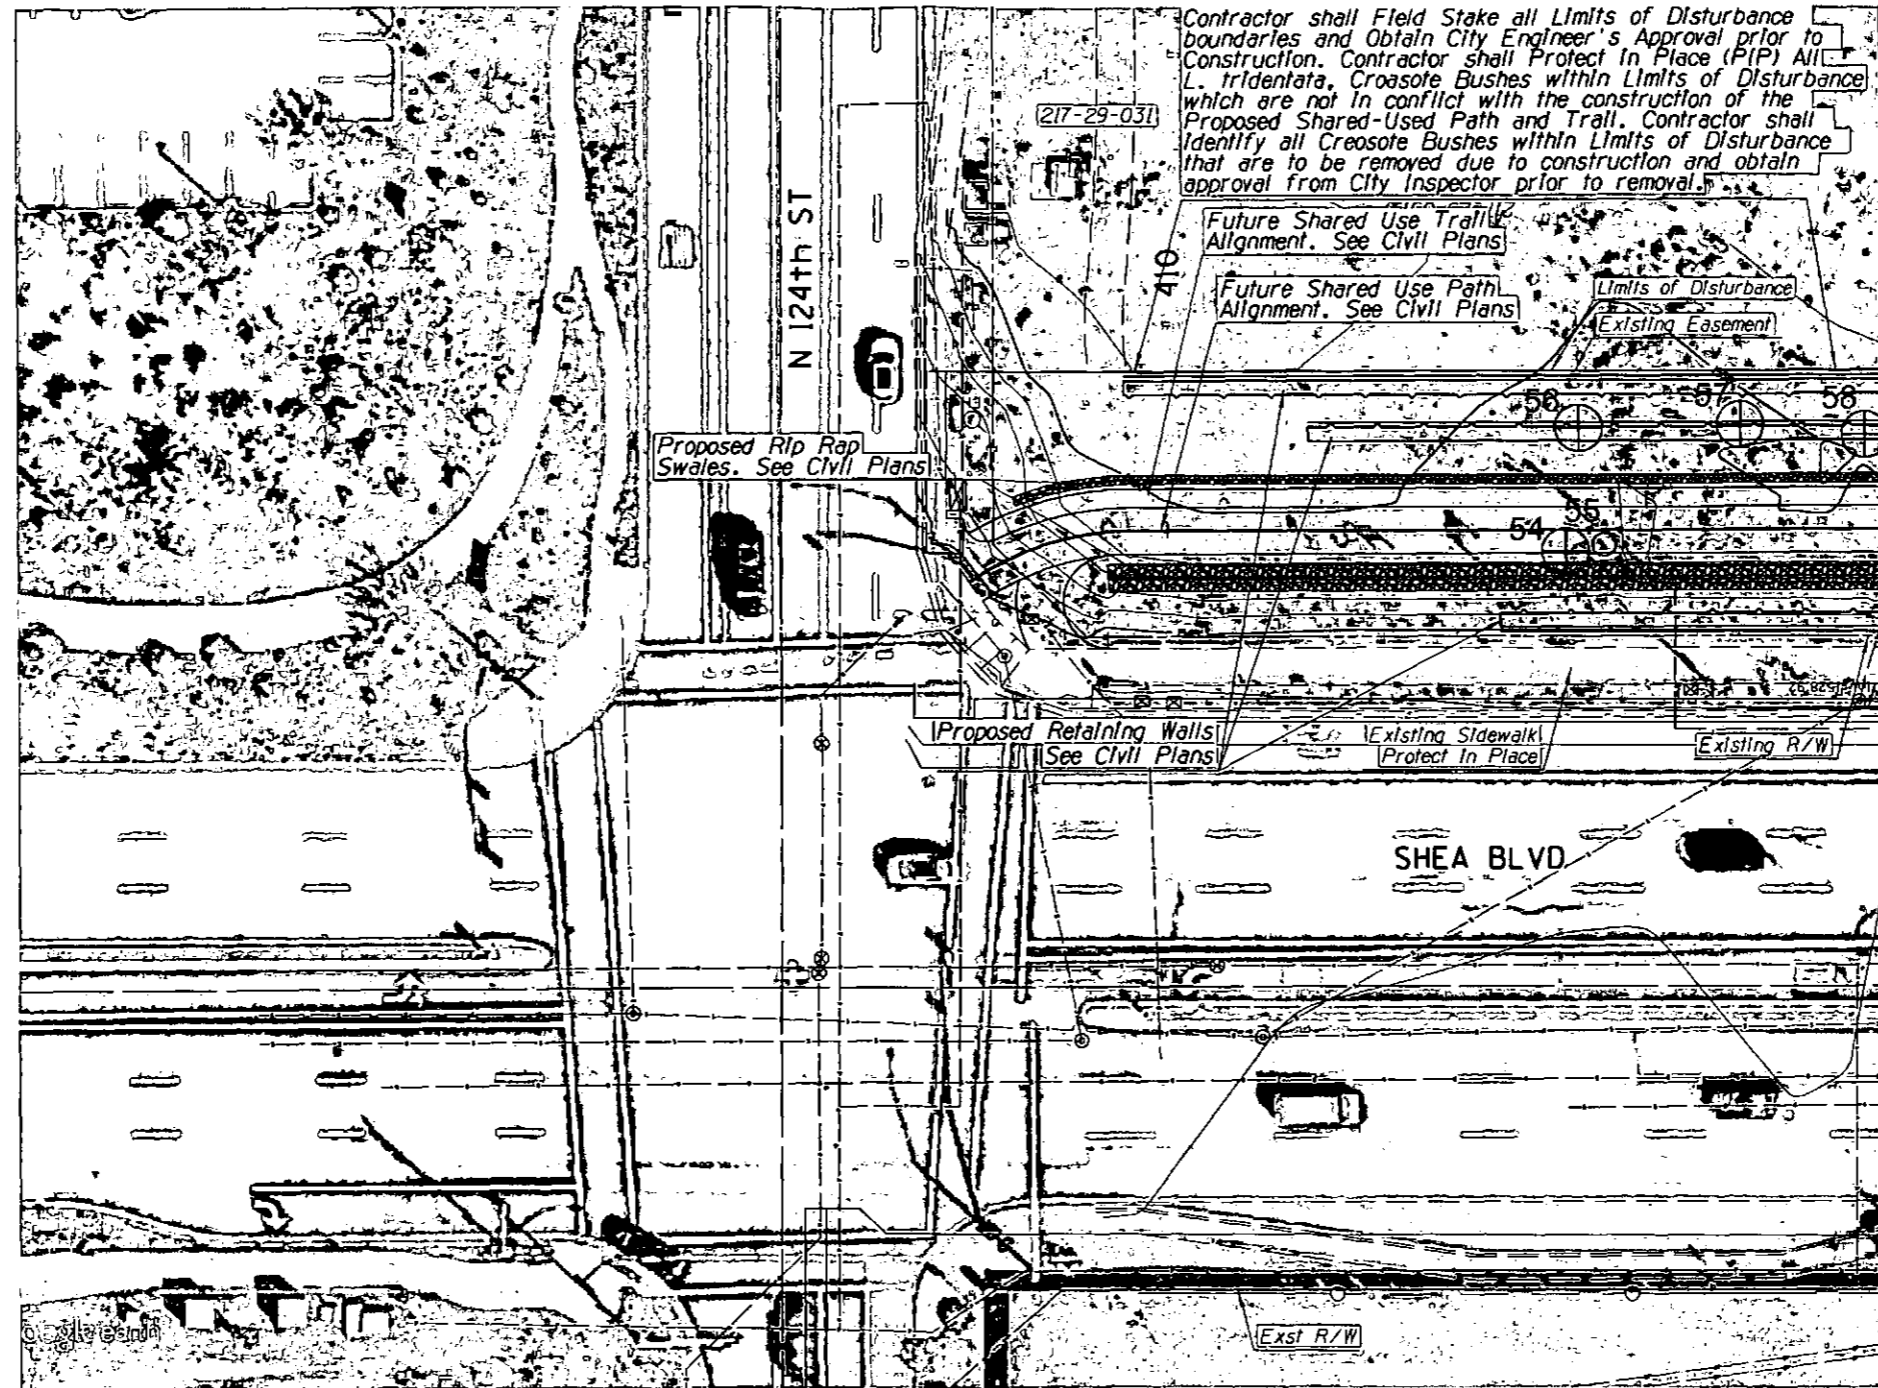 Contractor shall Field Stake all Limits of Disturbance
boundaries and Obtain City Engineer's Approval prior to
Construction. Contractor shall Protect In Place (PIP) All
L. tridentata, Croasote Bushes within Limits of Disturbance
which are not in conflict with the construction of the
Proposed Shared-Used Path and Trail. Contractor shall
identify all Creosote Bushes within Limits of Disturbance
that are to be removed due to construction and obtain
approval from City Inspector prior to removal.
217-29-031
N 124th ST
410
Future Shared Use Trail
Alignment. See Civil Plans
Future Shared Use Path
Alignment. See Civil Plans
Limits of Disturbance
Existing Easement
56
57
58
Proposed Rip Rap
Swales. See Civil Plans
55
54
Proposed Retaining Walls
See Civil Plans
Existing Sidewalk
Protect In Place
Existing R/W
SHEA BLVD
Exst R/W